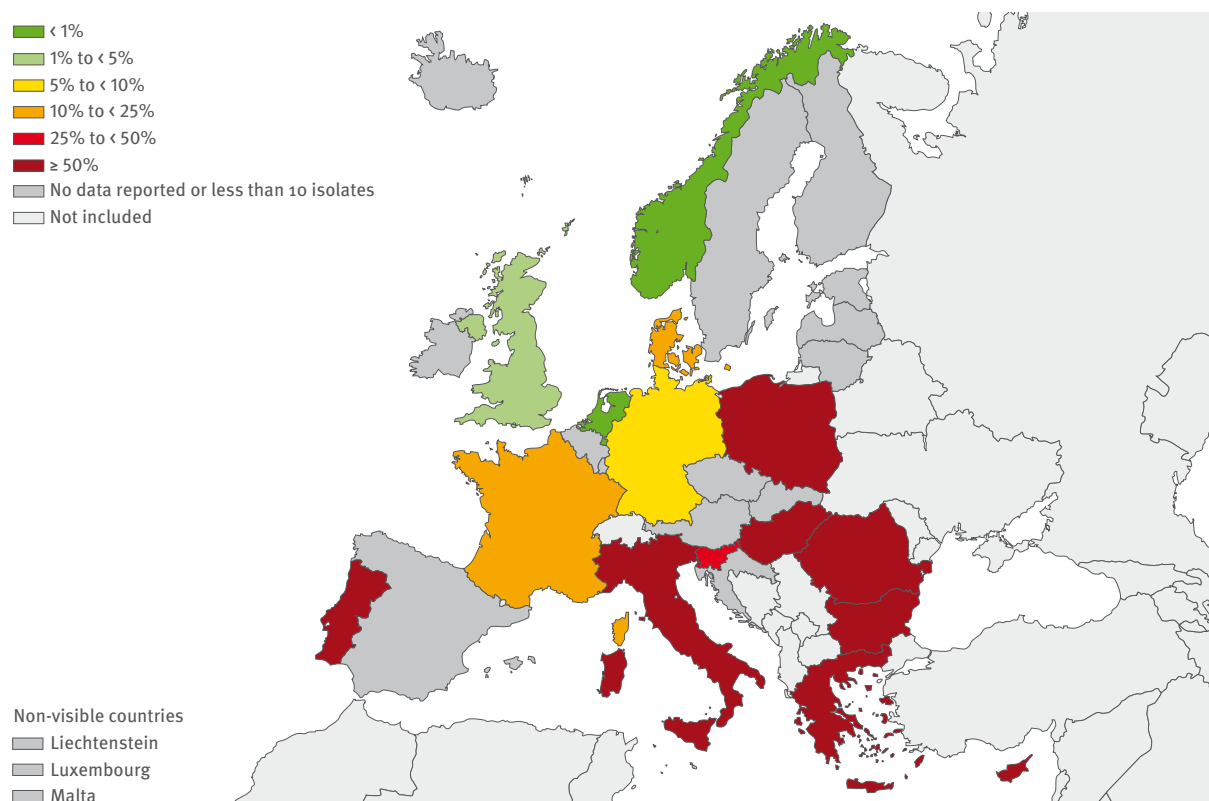 < 1%
1% to < 5%
5% to < 10%
10% to < 25%
25% to < 50%
≥ 50%
No data reported or less than 10 isolates
Not included
Non-visible countries
Liechtenstein
Luxembourg
Malta